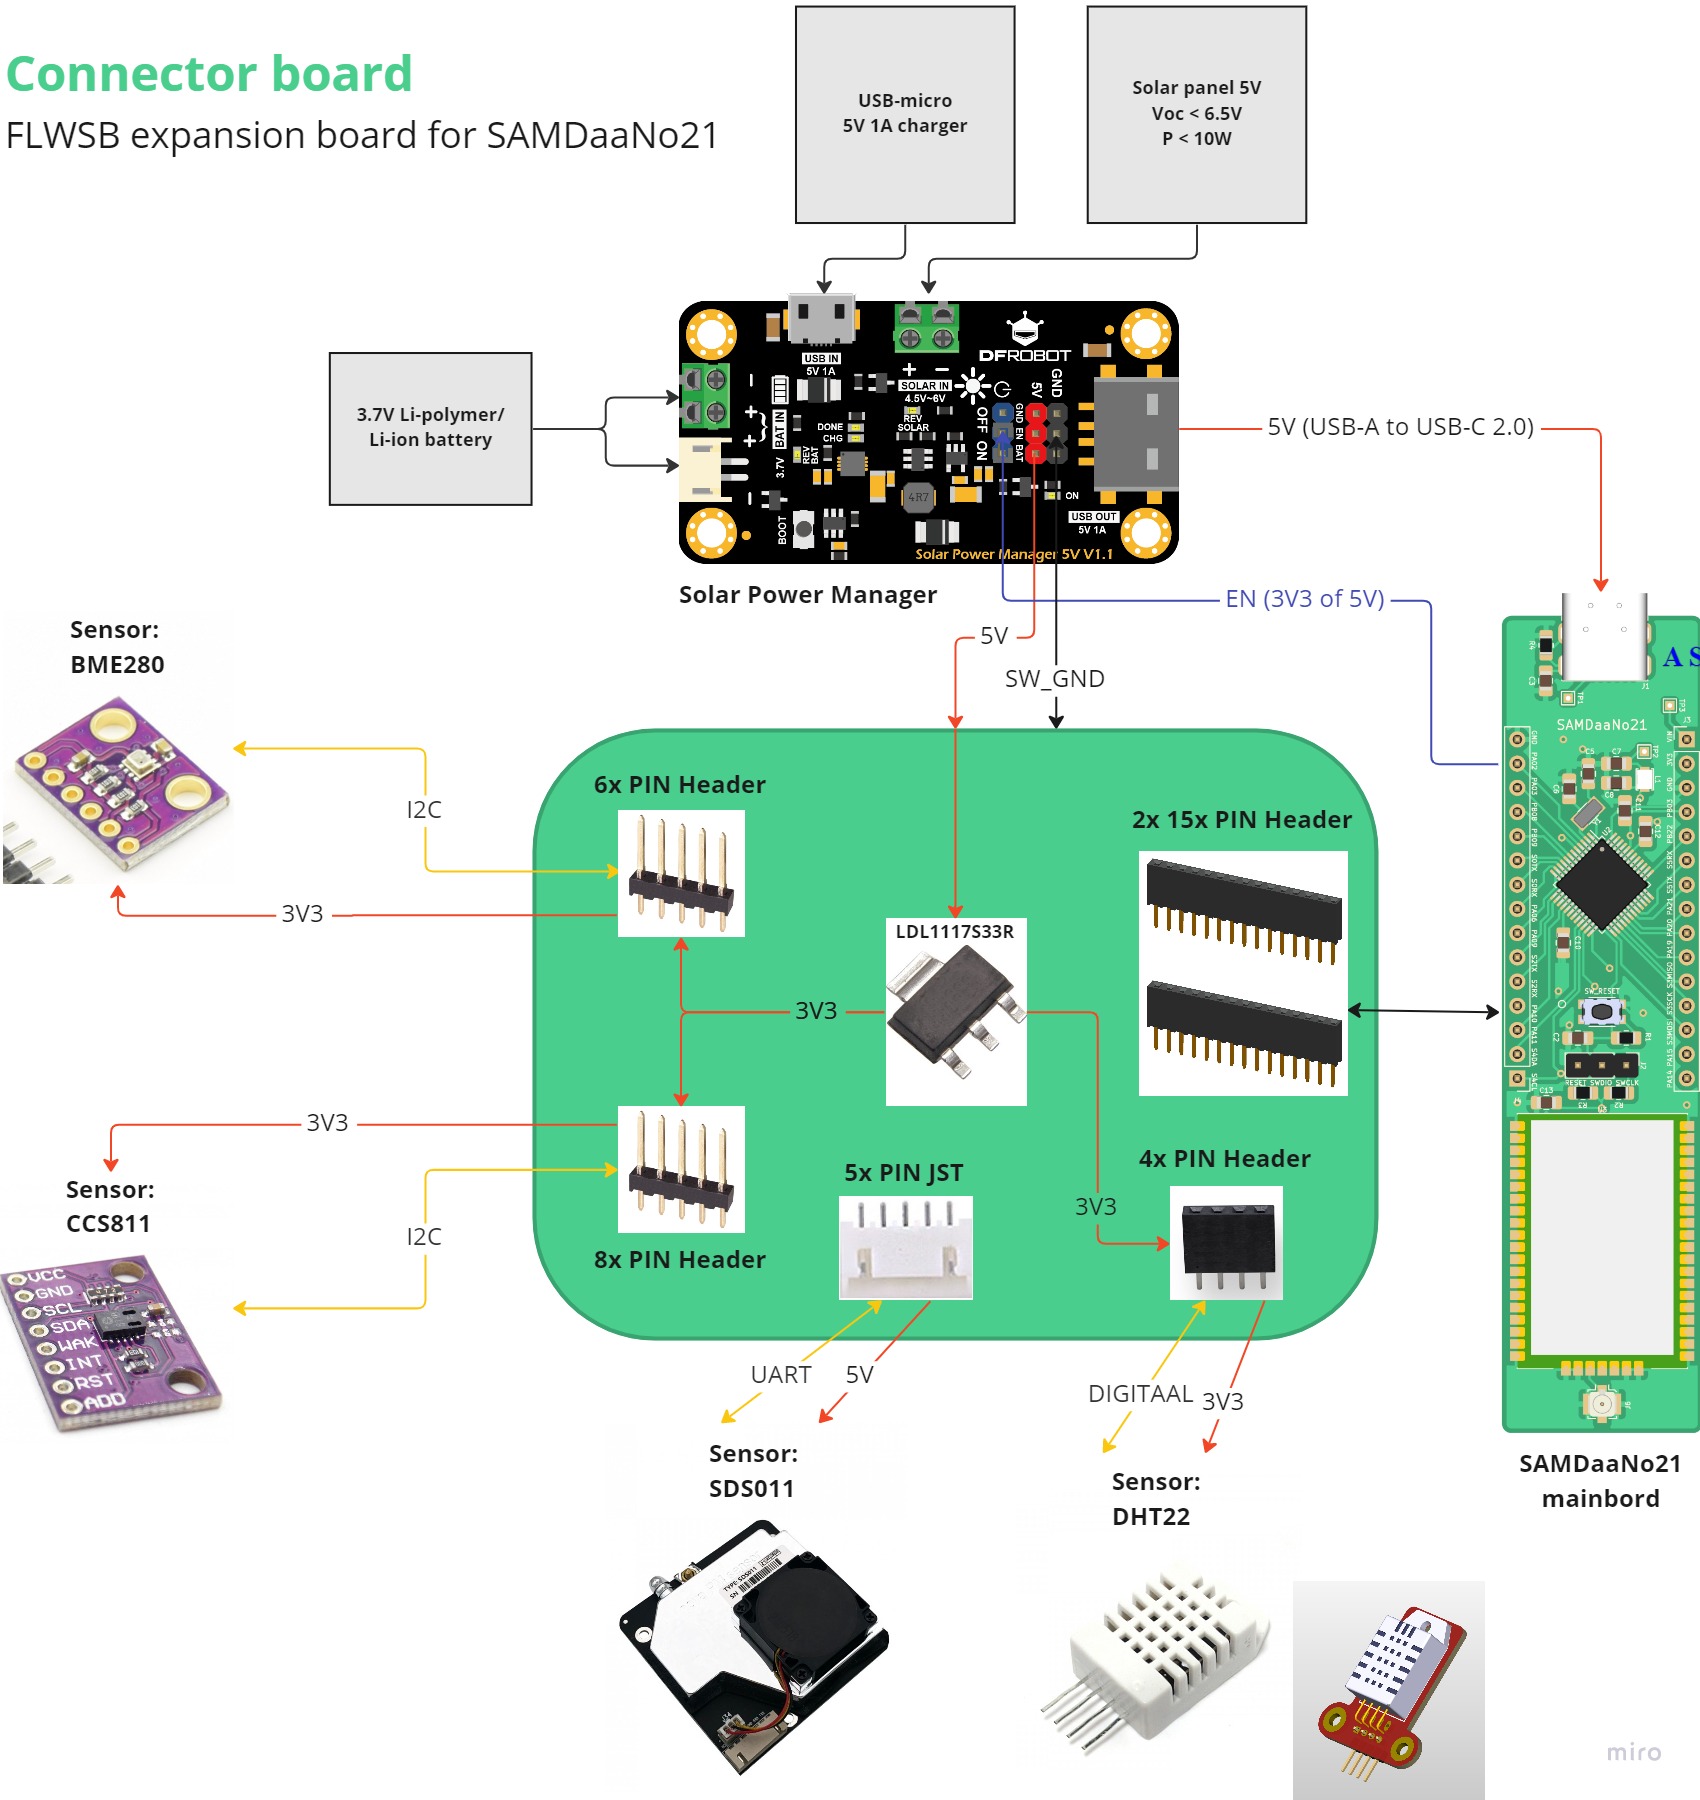 Connector board
FLWSB expansion board for SAMDaaNo21
USB-micro
5V 1A charger
Solar panel 5V
Voc < 6.5V
P < 10W
3.7V Li-polymer/
Li-ion battery
USB IN
5V 1A
SOLAR IN
4.5V~6V
REV
SOLAR
DFROBOT
5V
GND
OFF ON
GND EN BAT
BAT IN
3.7V
DONE
CHG
REV
BAT
BOOT
4R7
ON
USB OUT
5V 1A
Solar Power Manager 5V V1.1
Solar Power Manager
5V (USB-A to USB-C 2.0)
EN (3V3 of 5V)
5V
SW_GND
Sensor:
BME280
I2C
3V3
6x PIN Header
2x 15x PIN Header
LDL1117S33R
3V3
3V3
Sensor:
CCS811
I2C
8x PIN Header
5x PIN JST
4x PIN Header
3V3
VCC
GND
SCL
SDA
WAK
INT
RST
ADD
UART
5V
DIGITAAL
3V3
Sensor:
SDS011
Sensor:
DHT22
A S
SAMDaaNo21
SW_RESET
RESET SWDIO SWCLK
SAMDaaNo21
mainbord
miro